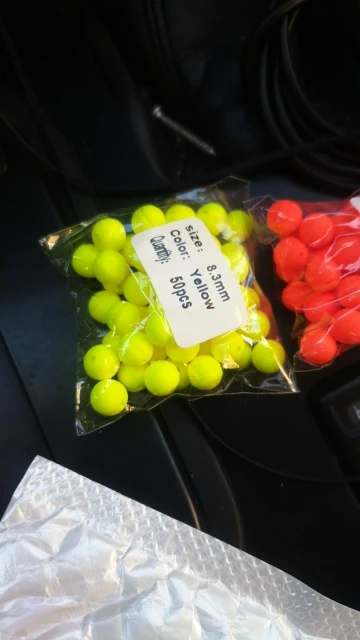 size: 8.3mm
Color: Yellow
Quantity: 50pcs